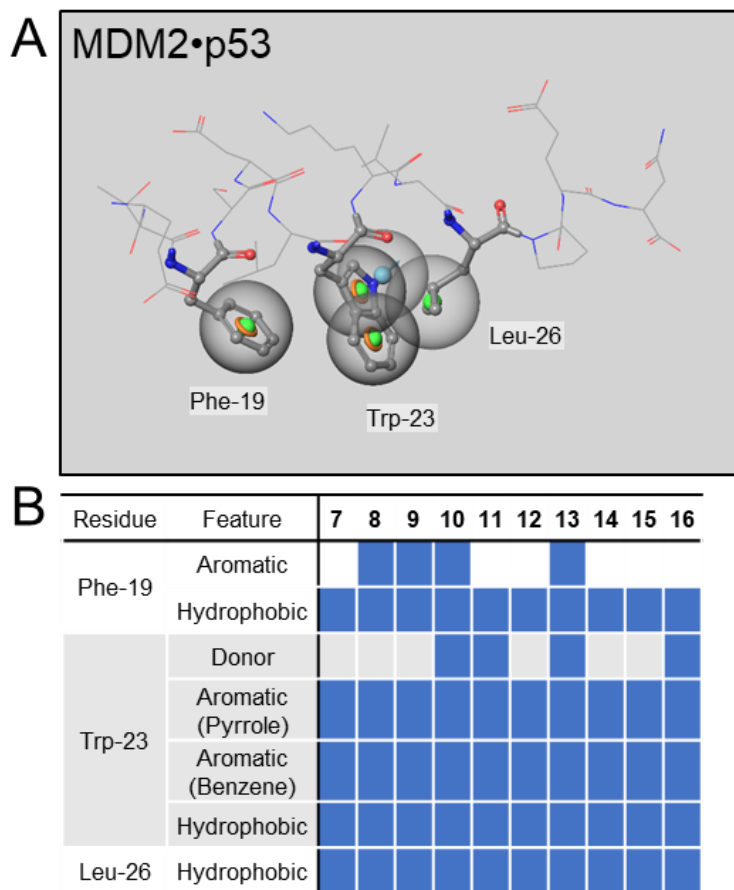 A
MDM2•p53
Leu-26
Phe-19
Trp-23
B
Residue Feature 7 8 9 10 11 12 13 14 15 16
Phe-19
Aromatic
Hydrophobic
Trp-23
Donor
Aromatic
(Pyrrole)
Aromatic
(Benzene)
Hydrophobic
Leu-26 Hydrophobic